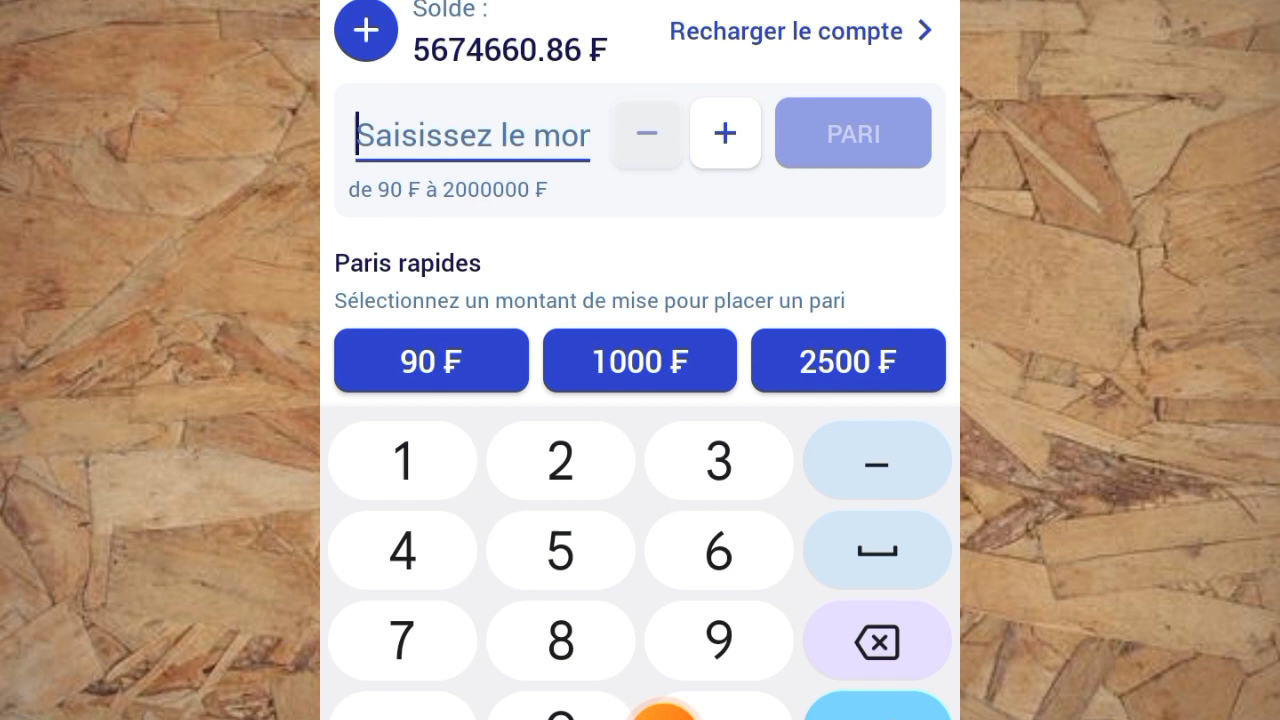 Solde :
5674660.86 ₣
Recharger le compte
Saisissez le mor
PARI
de 90 ₣ à 2000000 ₣
Paris rapides
Sélectionnez un montant de mise pour placer un pari
90 ₣ 1000 ₣ 2500 ₣
1 2 3 –
4 5 6
7 8 9